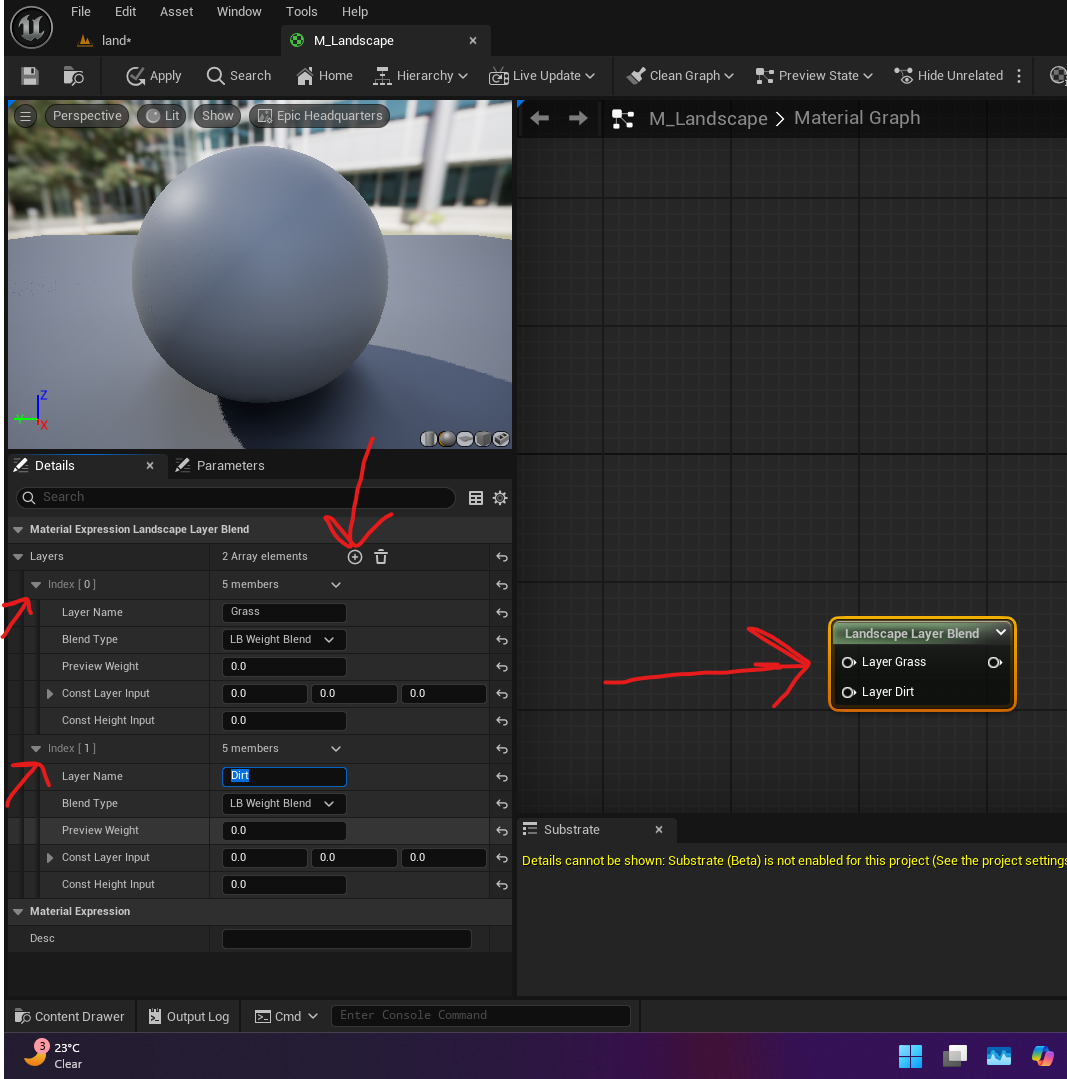 File Edit Asset Window Tools Help
land*
M_Landscape
Apply Search Home Hierarchy Live Update Clean Graph Preview State Hide Unrelated
Perspective Lit Show Epic Headquarters
M_Landscape > Material Graph
Z
Y
X
Details Parameters
Search
Material Expression Landscape Layer Blend
Layers 2 Array elements
Index [ 0 ] 5 members
Layer Name Grass
Blend Type LB Weight Blend
Preview Weight 0.0
Const Layer Input 0.0 0.0 0.0
Const Height Input 0.0
Index [ 1 ] 5 members
Layer Name Dirt
Blend Type LB Weight Blend
Preview Weight 0.0
Const Layer Input 0.0 0.0 0.0
Const Height Input 0.0
Material Expression
Desc
Landscape Layer Blend
Layer Grass
Layer Dirt
Substrate
Details cannot be shown: Substrate (Beta) is not enabled for this project (See the project settings
Content Drawer Output Log Cmd Enter Console Command
3
23°C
Clear